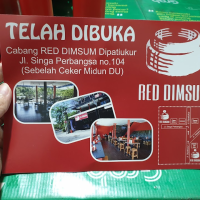 TELAH DIBUKA
Cabang RED DIMSUM Dipatiukur
Jl. Singa Perbangsa no.104
(Sebelah Ceker Midun DU)
RED DIMSUM